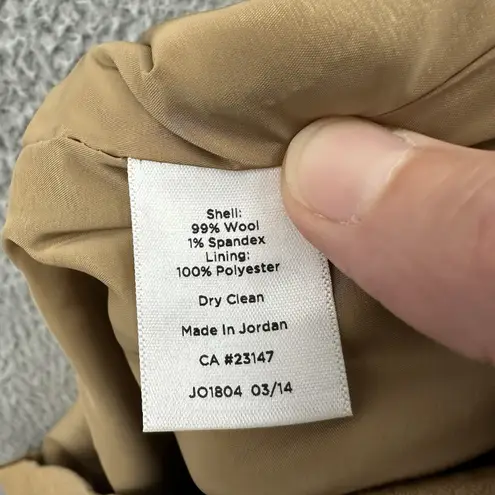 Shell:
99% Wool
1% Spandex
Lining:
100% Polyester
Dry Clean
Made In Jordan
CA #23147
JO1804 03/14